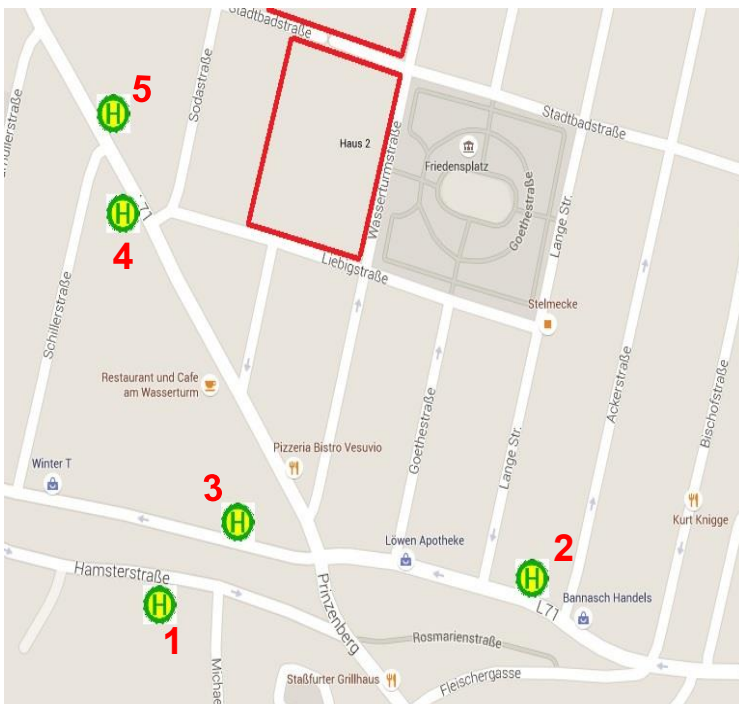 Stadtbadstraße
5
Sodastraße
Haus 2
Stadtbadstraße
Friedensplatz
Wasserturmstraße
Goethestraße
Lange Str.
H
L71
H
4
Liebigstraße
Stelmecke
Schillerstraße
Restaurant und Cafe
am Wasserturm
Ackerstraße
Bischofstraße
Goethestraße
Pizzeria Bistro Vesuvio
Lange Str.
Winter T
3
H
Kurt Knigge
Löwen Apotheke
2
H
Hamsterstraße
Prinzenberg
L71
Bannasch Handels
H
1
Rosmarienstraße
Michae
Staßfurter Grillhaus
Fleischergasse